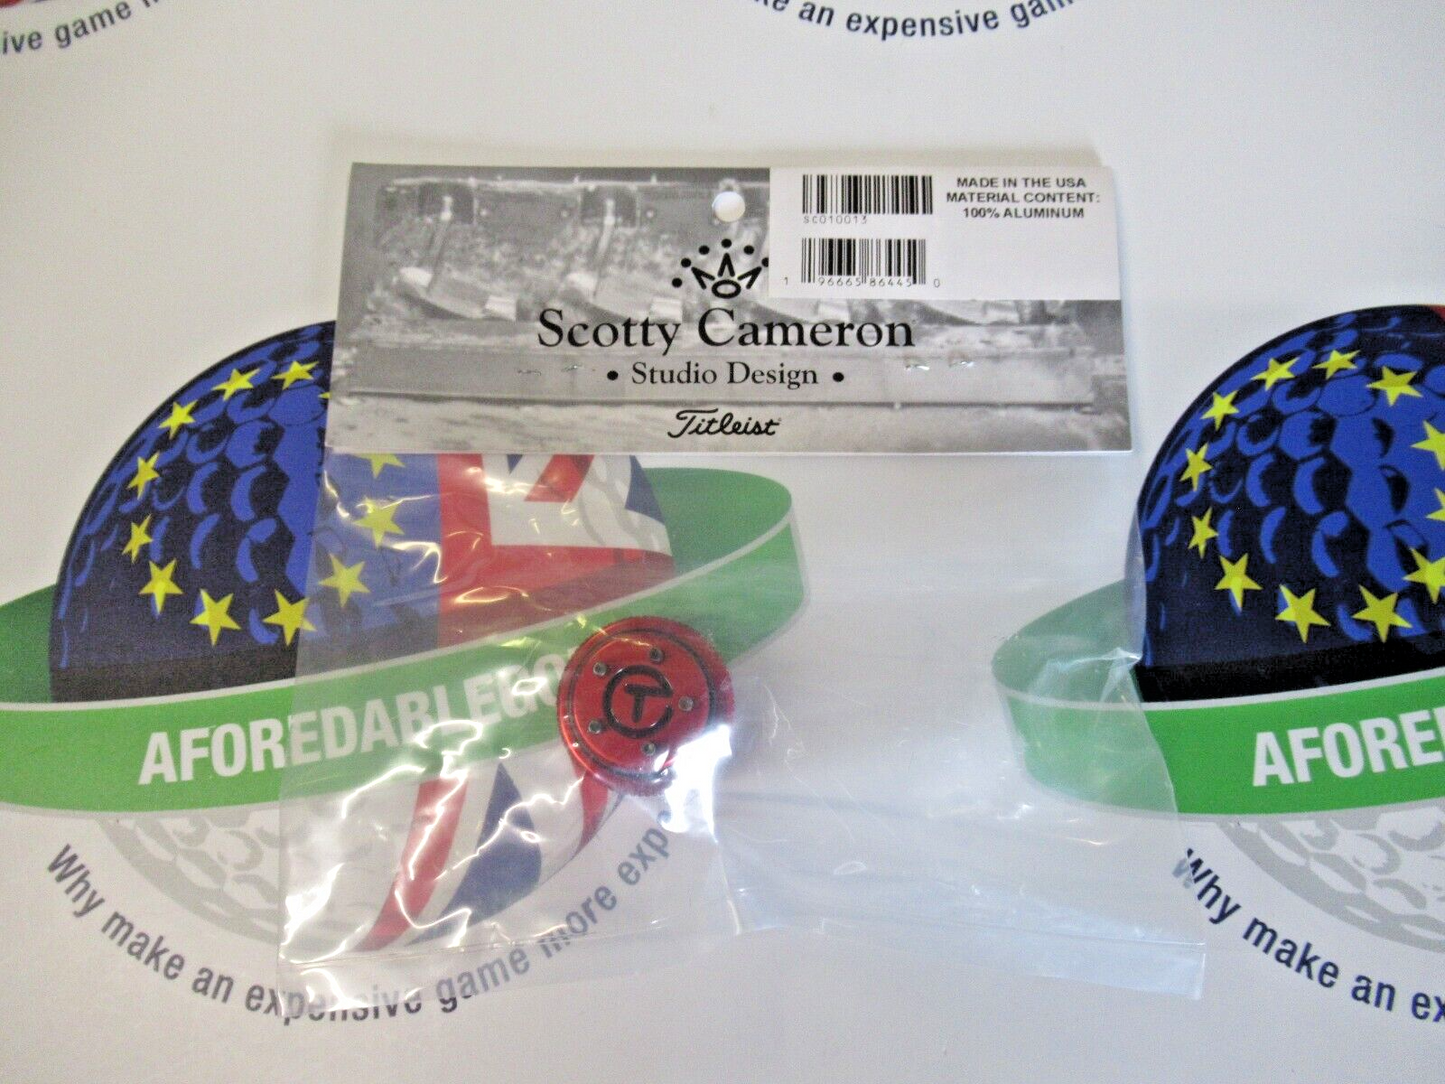 ive game
ke an expensive gam
SC010013
MADE IN THE USA
MATERIAL CONTENT:
100% ALUMINUM
1 96665 86445 0
Scotty Cameron
• Studio Design •
Titleist
AFOREDABLEGO
T
AFORE
Why make an expensive game more exp
Why make an ex